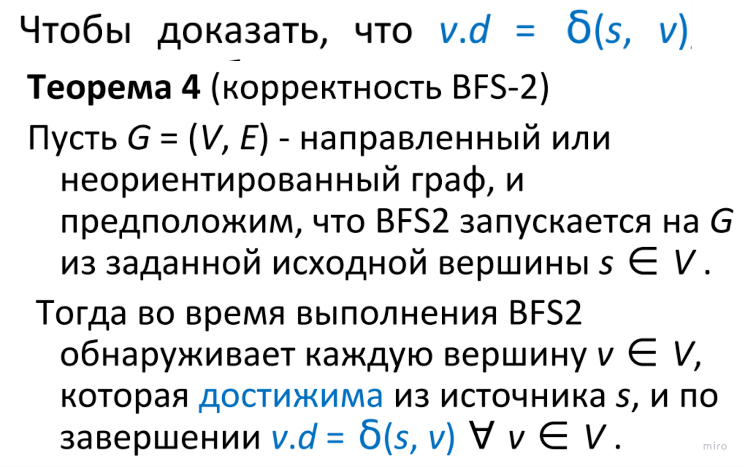 Чтобы доказать, что v.d = δ(s, v)
Теорема 4 (корректность BFS-2)
Пусть G = (V, E) - направленный или
неориентированный граф, и
предположим, что BFS2 запускается на G
из заданной исходной вершины s ∈ V .
Тогда во время выполнения BFS2
обнаруживает каждую вершину v ∈ V,
которая достижима из источника s, и по
завершении v.d = δ(s, v) ∀ v ∈ V .
miro